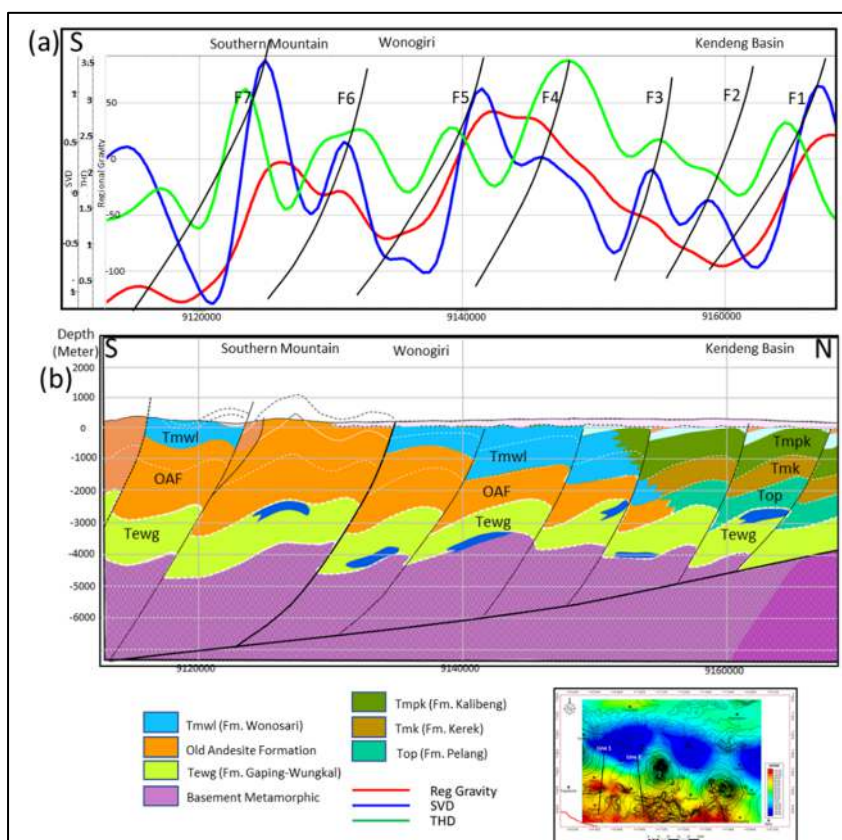 (a) S
Southern Mountain Wonogiri Kendeng Basin
F7 F6 F5 F4 F3 F2 F1
SVD
THD
Regional Gravity
3.5
3
2.5
2
1.5
1
0.5
-0.5
50
0
-50
-100
9120000 9140000 9160000
Depth
(Meter)
S Southern Mountain Wonogiri Kendeng Basin N
(b)
2000
1000
0
-1000
-2000
-3000
-4000
-5000
-6000
Tmwl
OAF
Tewg
Tmwl
OAF
Tewg
Tmpk
Tmk
Top
Tewg
9120000 9140000 9160000
Tmwl (Fm. Wonosari)
Old Andesite Formation
Tewg (Fm. Gaping-Wungkal)
Basement Metamorphic
Tmpk (Fm. Kalibeng)
Tmk (Fm. Kerek)
Top (Fm. Pelang)
Reg Gravity
SVD
THD